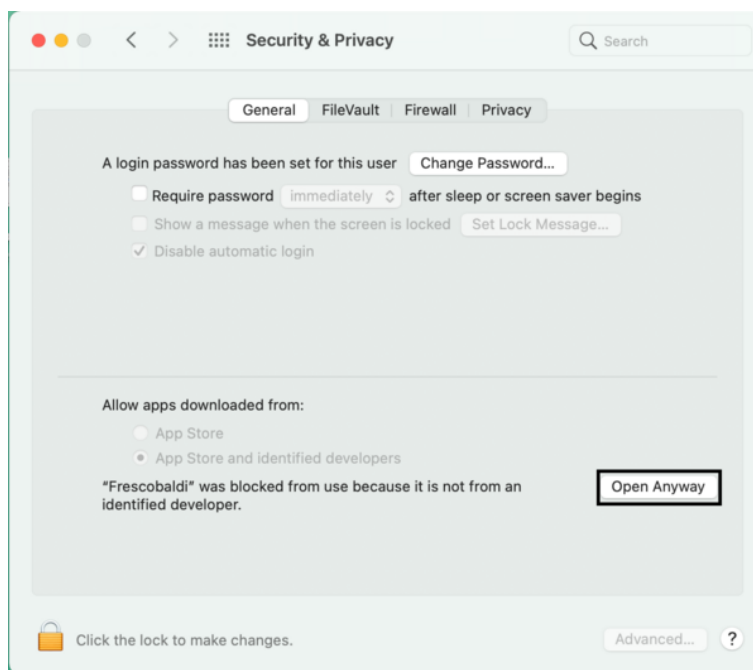 Security & Privacy
Search
General FileVault Firewall Privacy
A login password has been set for this user Change Password...
Require password immediately after sleep or screen saver begins
Show a message when the screen is locked Set Lock Message...
Disable automatic login
Allow apps downloaded from:
App Store
App Store and identified developers
“Frescobaldi” was blocked from use because it is not from an Open Anyway
identified developer.
Click the lock to make changes. Advanced... ?